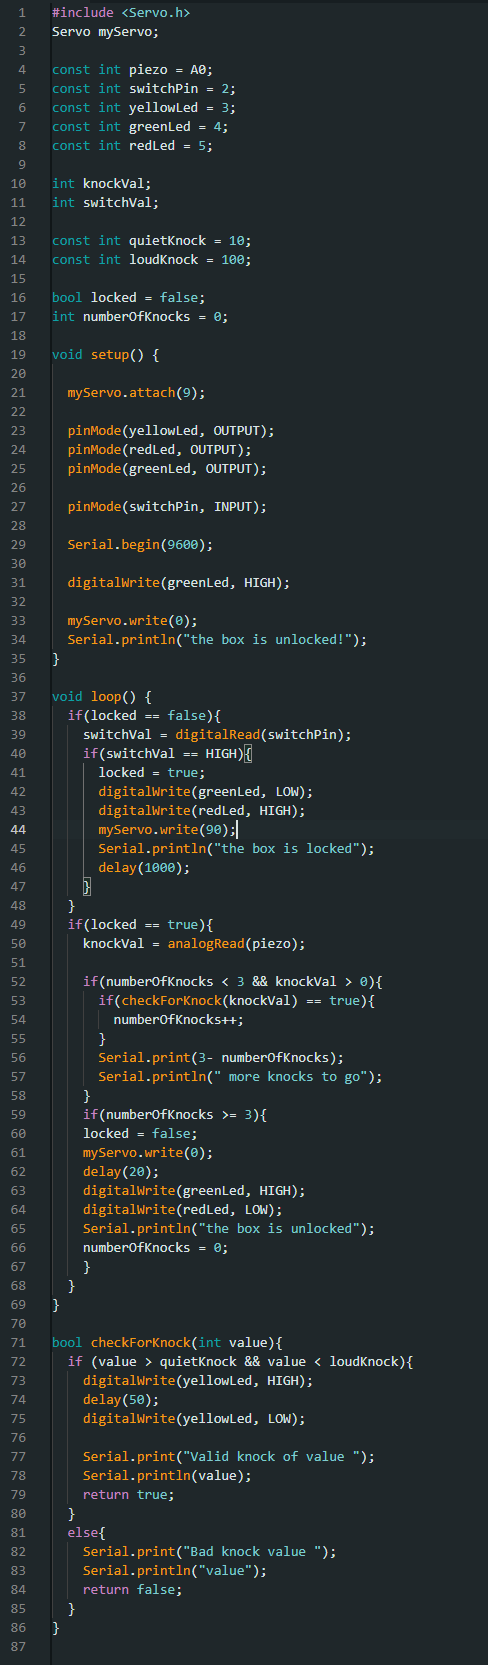 1 #include <Servo.h>
2 Servo myServo;
3
4 const int piezo = A0;
5 const int switchPin = 2;
6 const int yellowLed = 3;
7 const int greenLed = 4;
8 const int redLed = 5;
9
10 int knockVal;
11 int switchVal;
12
13 const int quietKnock = 10;
14 const int loudKnock = 100;
15
16 bool locked = false;
17 int numberOfKnocks = 0;
18
19 void setup() {
20
21   myServo.attach(9);
22
23   pinMode(yellowLed, OUTPUT);
24   pinMode(redLed, OUTPUT);
25   pinMode(greenLed, OUTPUT);
26
27   pinMode(switchPin, INPUT);
28
29   Serial.begin(9600);
30
31   digitalWrite(greenLed, HIGH);
32
33   myServo.write(0);
34   Serial.println("the box is unlocked!");
35 }
36
37 void loop() {
38   if(locked == false){
39     switchVal = digitalRead(switchPin);
40     if(switchVal == HIGH){
41       locked = true;
42       digitalWrite(greenLed, LOW);
43       digitalWrite(redLed, HIGH);
44       myServo.write(90);
45       Serial.println("the box is locked");
46       delay(1000);
47     }
48   }
49   if(locked == true){
50     knockVal = analogRead(piezo);
51
52     if(numberOfKnocks < 3 && knockVal > 0){
53       if(checkForKnock(knockVal) == true){
54         numberOfKnocks++;
55       }
56       Serial.print(3- numberOfKnocks);
57       Serial.println(" more knocks to go");
58     }
59     if(numberOfKnocks >= 3){
60     locked = false;
61     myServo.write(0);
62     delay(20);
63     digitalWrite(greenLed, HIGH);
64     digitalWrite(redLed, LOW);
65     Serial.println("the box is unlocked");
66     numberOfKnocks = 0;
67     }
68   }
69 }
70
71 bool checkForKnock(int value){
72   if (value > quietKnock && value < loudKnock){
73     digitalWrite(yellowLed, HIGH);
74     delay(50);
75     digitalWrite(yellowLed, LOW);
76
77     Serial.print("Valid knock of value ");
78     Serial.println(value);
79     return true;
80   }
81   else{
82     Serial.print("Bad knock value ");
83     Serial.println("value");
84     return false;
85   }
86 }
87